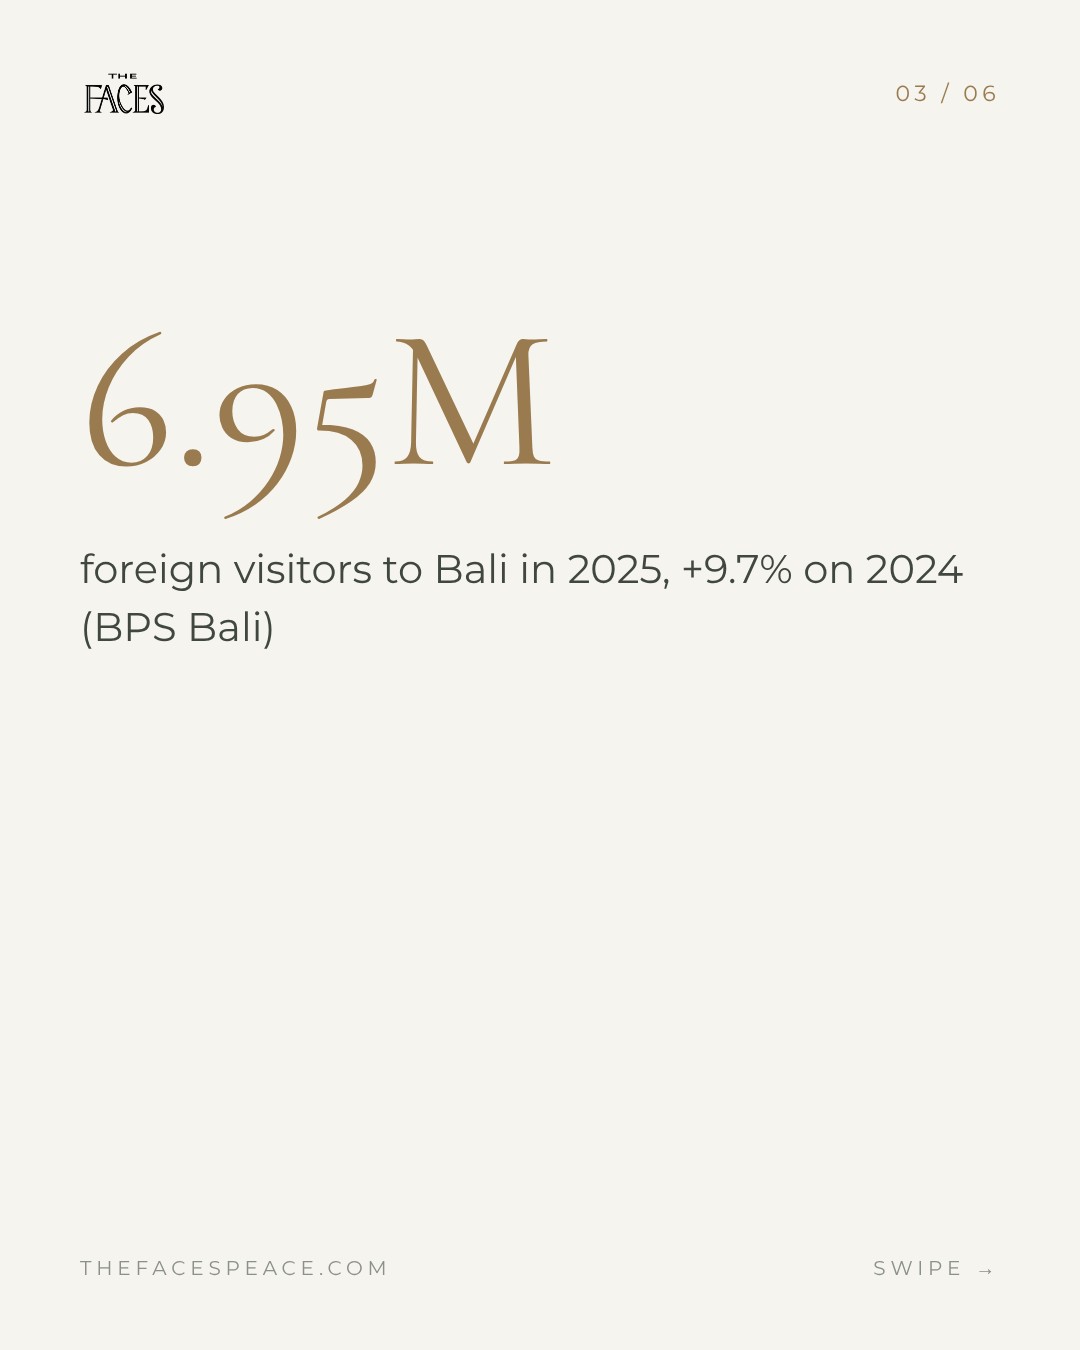 THE
FACES
03 / 06
6.95M
foreign visitors to Bali in 2025, +9.7% on 2024
(BPS Bali)
THEFACESPEACE.COM
SWIPE →